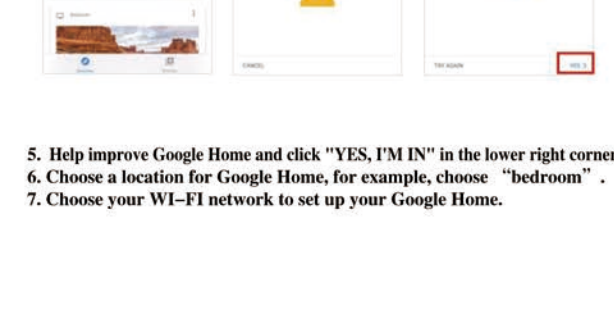 Bedroom
CANCEL
TRY AGAIN
YES
5. Help improve Google Home and click "YES, I'M IN" in the lower right corner
6. Choose a location for Google Home, for example, choose “bedroom” .
7. Choose your WI–FI network to set up your Google Home.